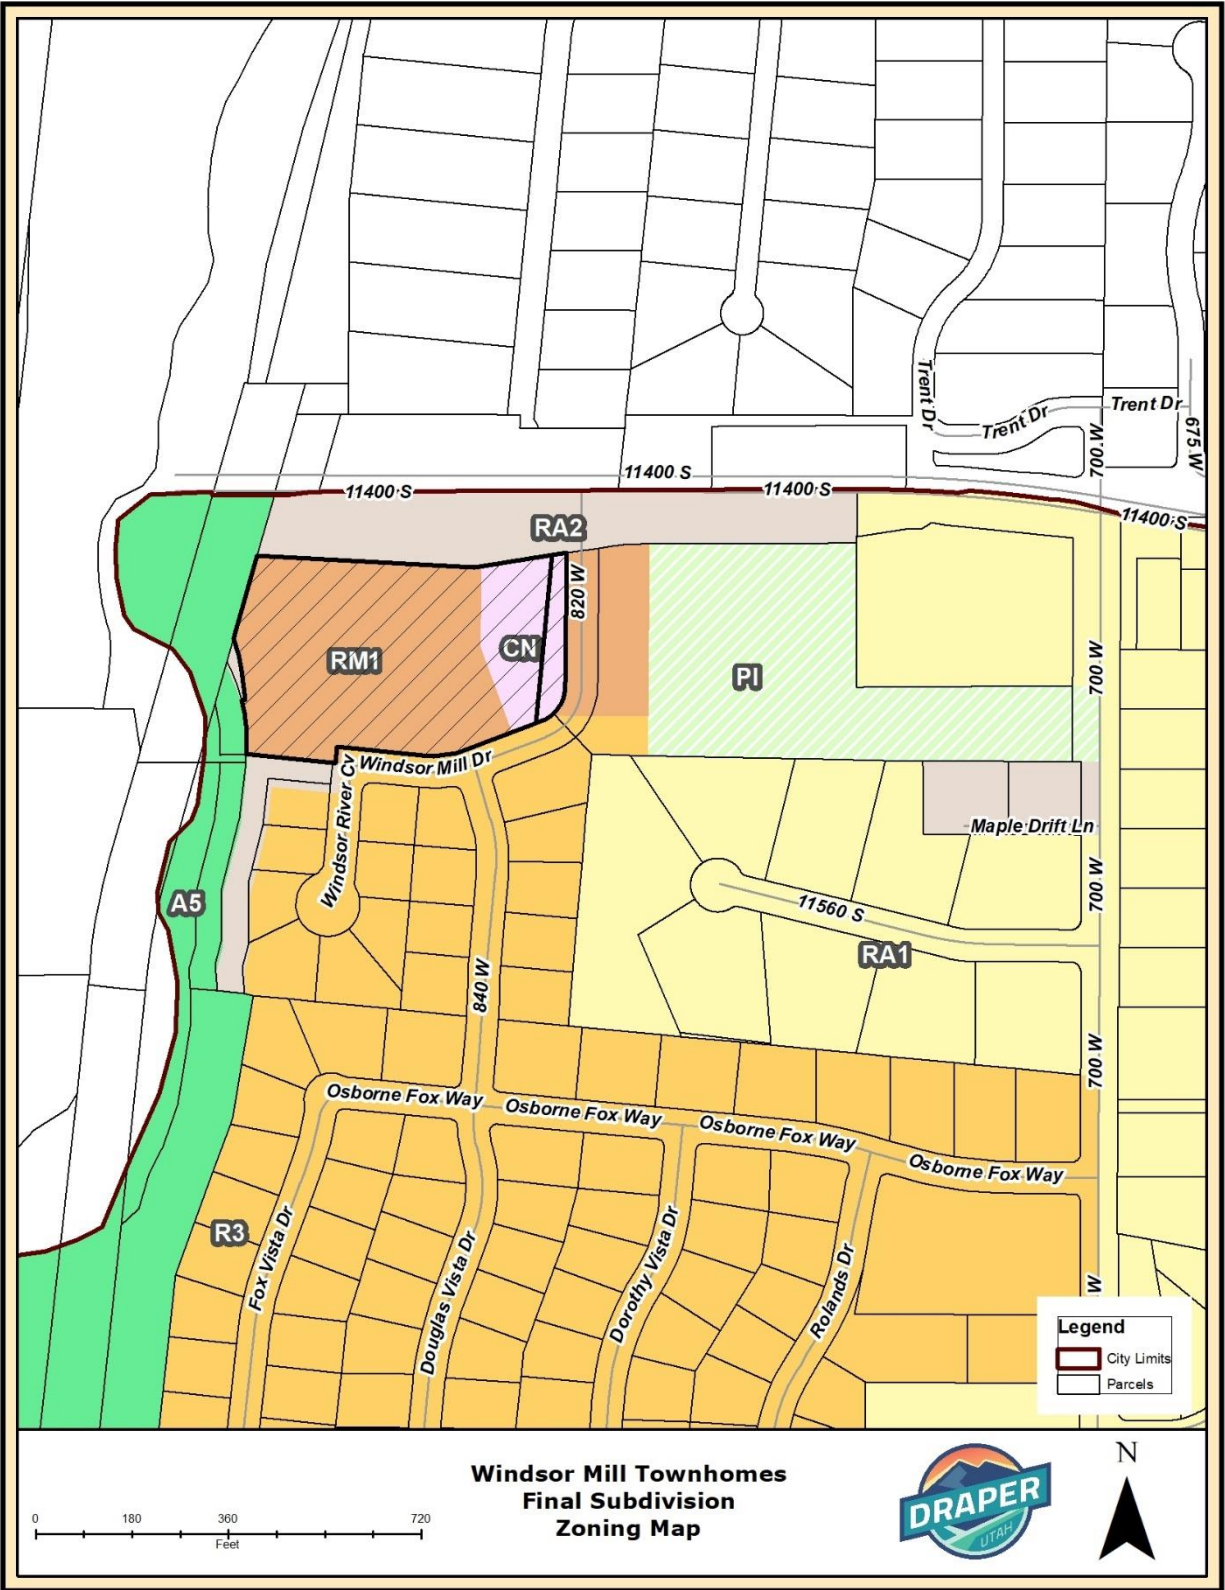 Trent Dr
Trent Dr
Trent Dr
700 W
675 W
11400 S
11400 S
11400 S
11400 S
RA2
820 W
RM1
CN
PI
700 W
Windsor Mill Dr
Windsor River Cv
Maple Drift Ln
A5
11560 S
700 W
RA1
840 W
700 W
Osborne Fox Way
Osborne Fox Way
Osborne Fox Way
Osborne Fox Way
R3
Fox Vista Dr
Douglas Vista Dr
Dorothy Vista Dr
Rolands Dr
W
Legend
City Limits
Parcels
Windsor Mill Townhomes
Final Subdivision
Zoning Map
0 180 360 720
Feet
DRAPER
UTAH
N